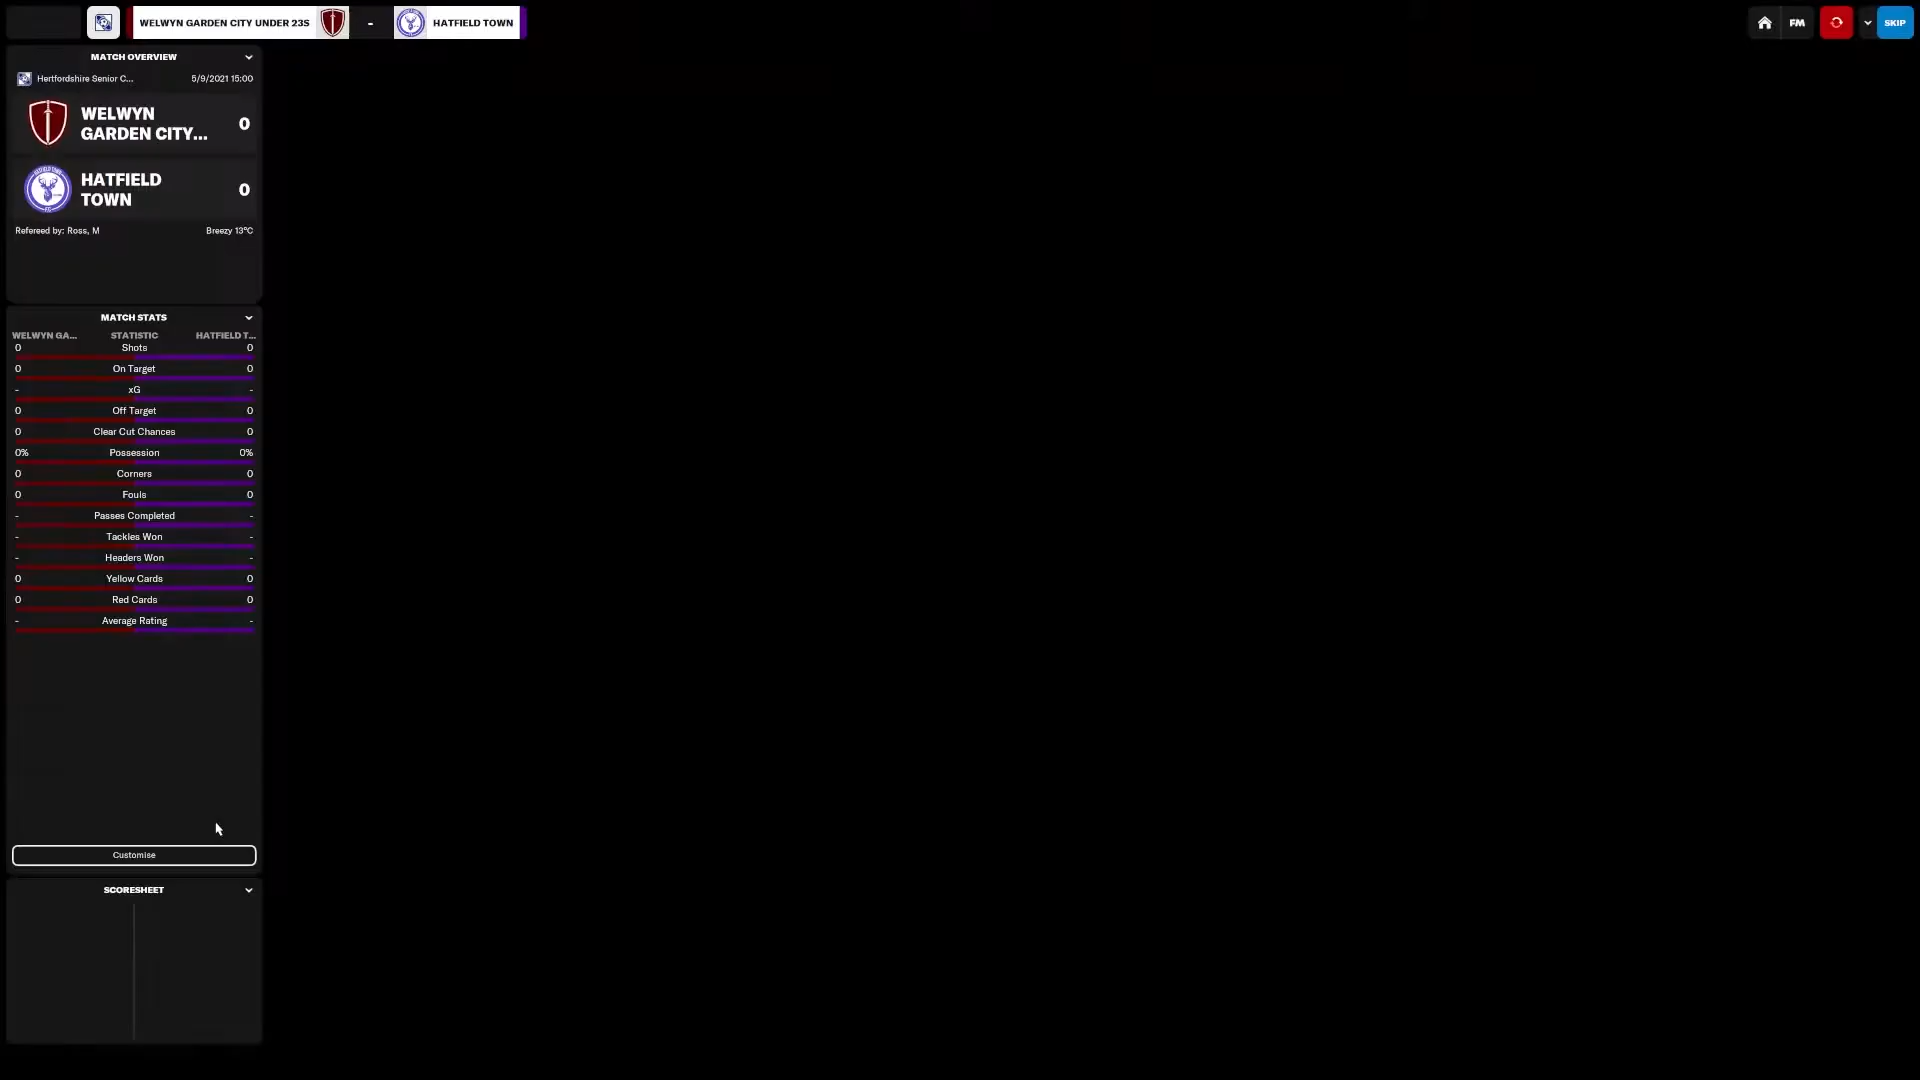 WELWYN GARDEN CITY UNDER 23S - HATFIELD TOWN
FM
SKIP
MATCH OVERVIEW
Hertfordshire Senior C... 5/9/2021 15:00
WELWYN
GARDEN CITY... 0
HATFIELD
TOWN 0
Refereed by: Ross, M Breezy 13°C
MATCH STATS
WELWYN GA... STATISTIC HATFIELD T...
0 Shots 0
0 On Target 0
- xG -
0 Off Target 0
0 Clear Cut Chances 0
0% Possession 0%
0 Corners 0
0 Fouls 0
- Passes Completed -
- Tackles Won -
- Headers Won -
0 Yellow Cards 0
0 Red Cards 0
- Average Rating -
Customise
SCORESHEET